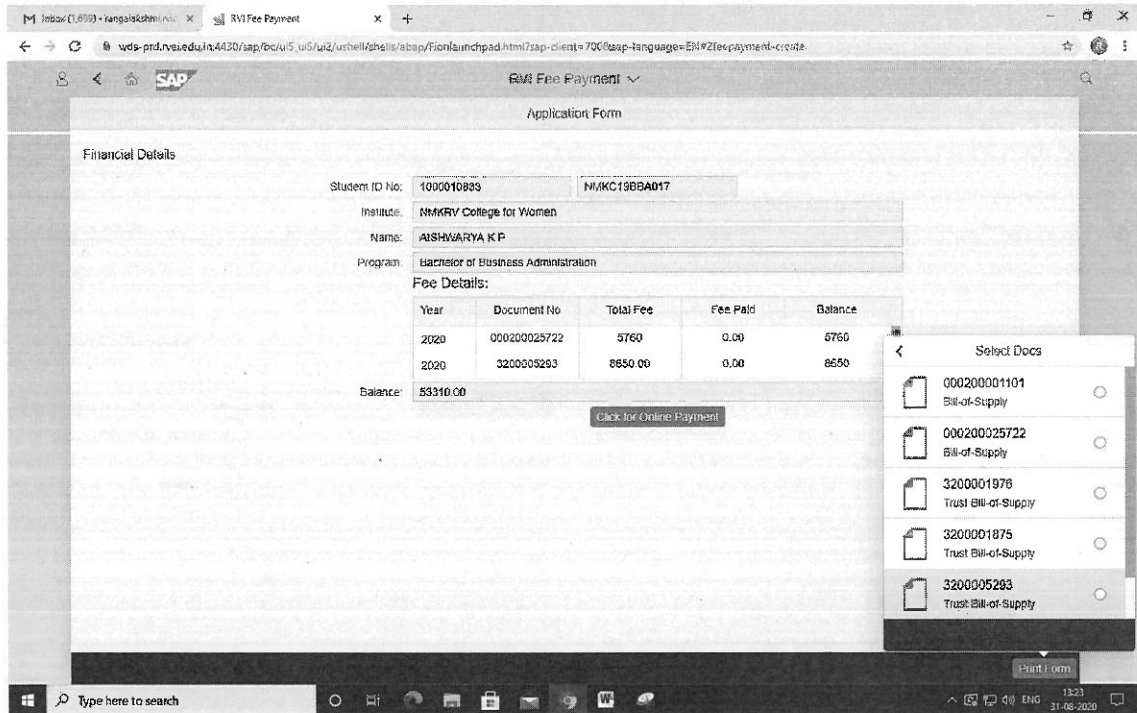 Inbox (1,689) - rangalakshmi.nic
RVI Fee Payment
wds-prd.rvei.edu.in:4430/sap/bc/ui5_ui5/ui2/ushell/shells/abap/Fiorilaunchpad.html?sap-client=700&sap-language=EN#Zfeepayment-create
SAP
RVI Fee Payment
Application Form
Financial Details
Student ID No: 1000010833 NMKC19BBA017
Institute: NMKRV College for Women
Name: AISHWARYA K P
Program: Bachelor of Business Administration
Fee Details:
Year Document No Total Fee Fee Paid Balance
2020 000200025722 5760 0.00 5760
2020 3200005293 8650.00 0.00 8650
Balance: 53310.00
Click for Online Payment
Select Docs
000200001101
Bill-of-Supply
000200025722
Bill-of-Supply
3200001976
Trust Bill-of-Supply
3200001875
Trust Bill-of-Supply
3200005293
Trust Bill-of-Supply
Print Form
Type here to search
ENG
13:23
31-08-2020